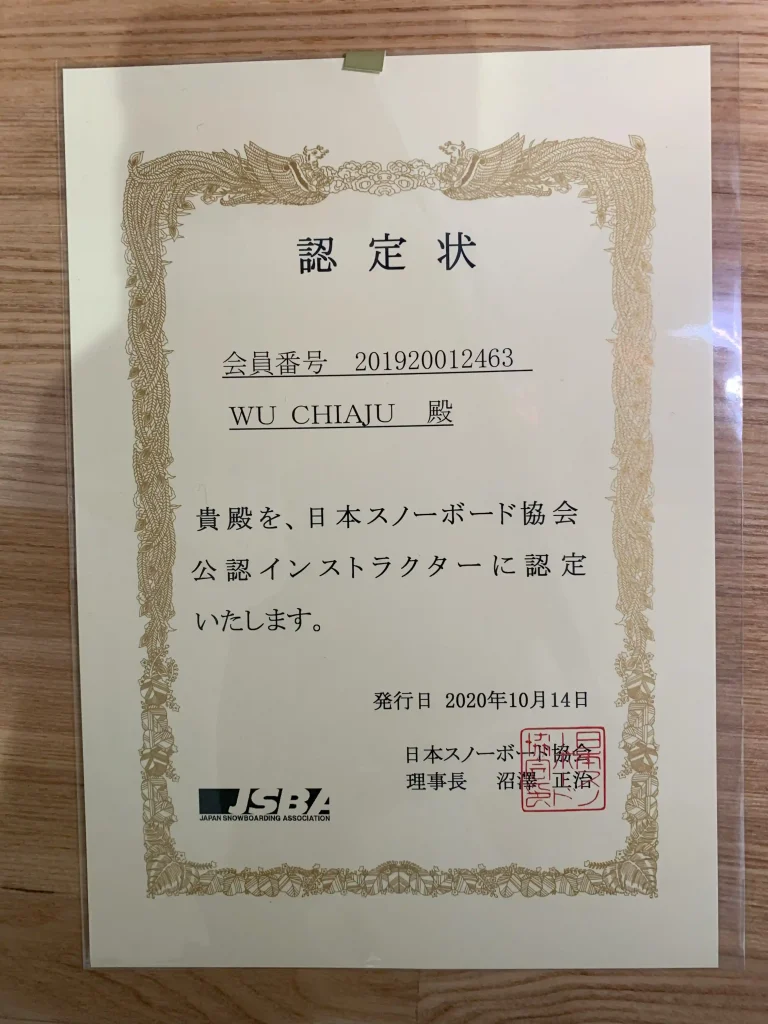 認定状
会員番号 201920012463
WU CHIAJU 殿
貴殿を、日本スノーボード協会
公認インストラクターに認定
いたします。
発行日 2020年10月14日
日本スノーボード協会
理事長 沼澤 正治
JSBA
JAPAN SNOWBOARDING ASSOCIATION